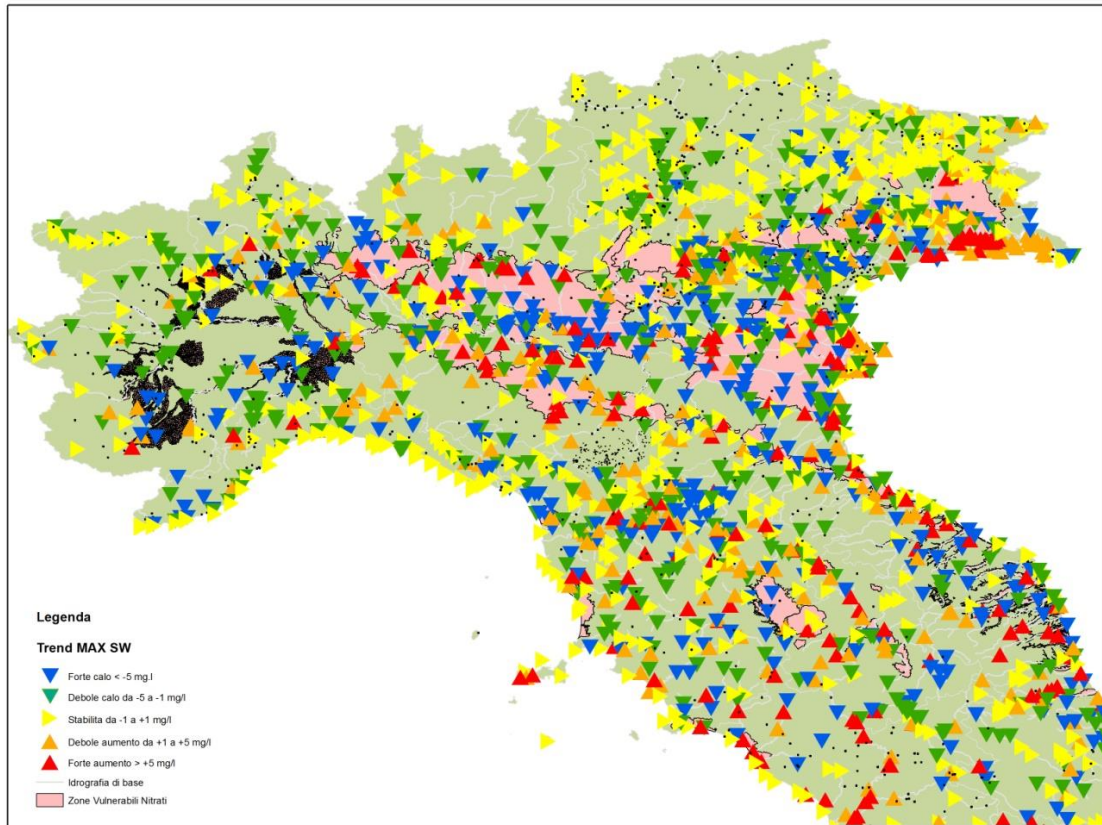 Legenda
Trend MAX SW
Forte calo < -5 mg.l
Debole calo da -5 a -1 mg/l
Stabilita da -1 a +1 mg/l
Debole aumento da +1 a +5 mg/l
Forte aumento > +5 mg/l
Idrografia di base
Zone Vulnerabili Nitrati